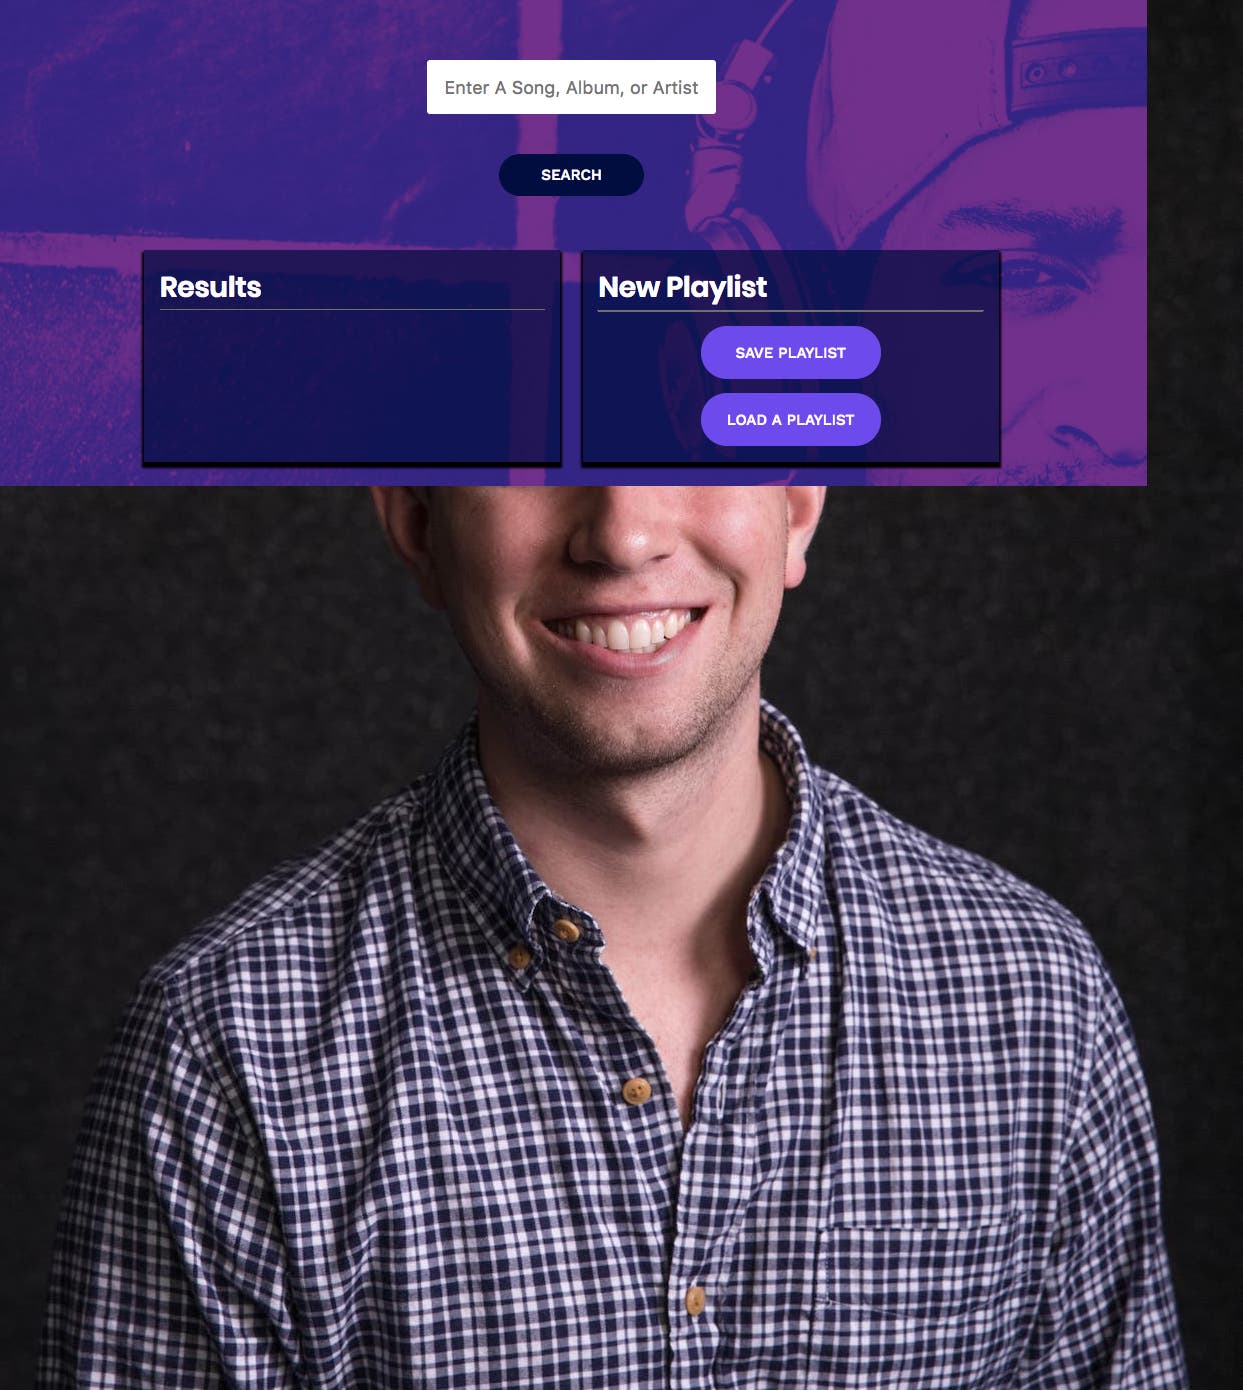 Enter A Song, Album, or Artist
SEARCH
Results
New Playlist
SAVE PLAYLIST
LOAD A PLAYLIST